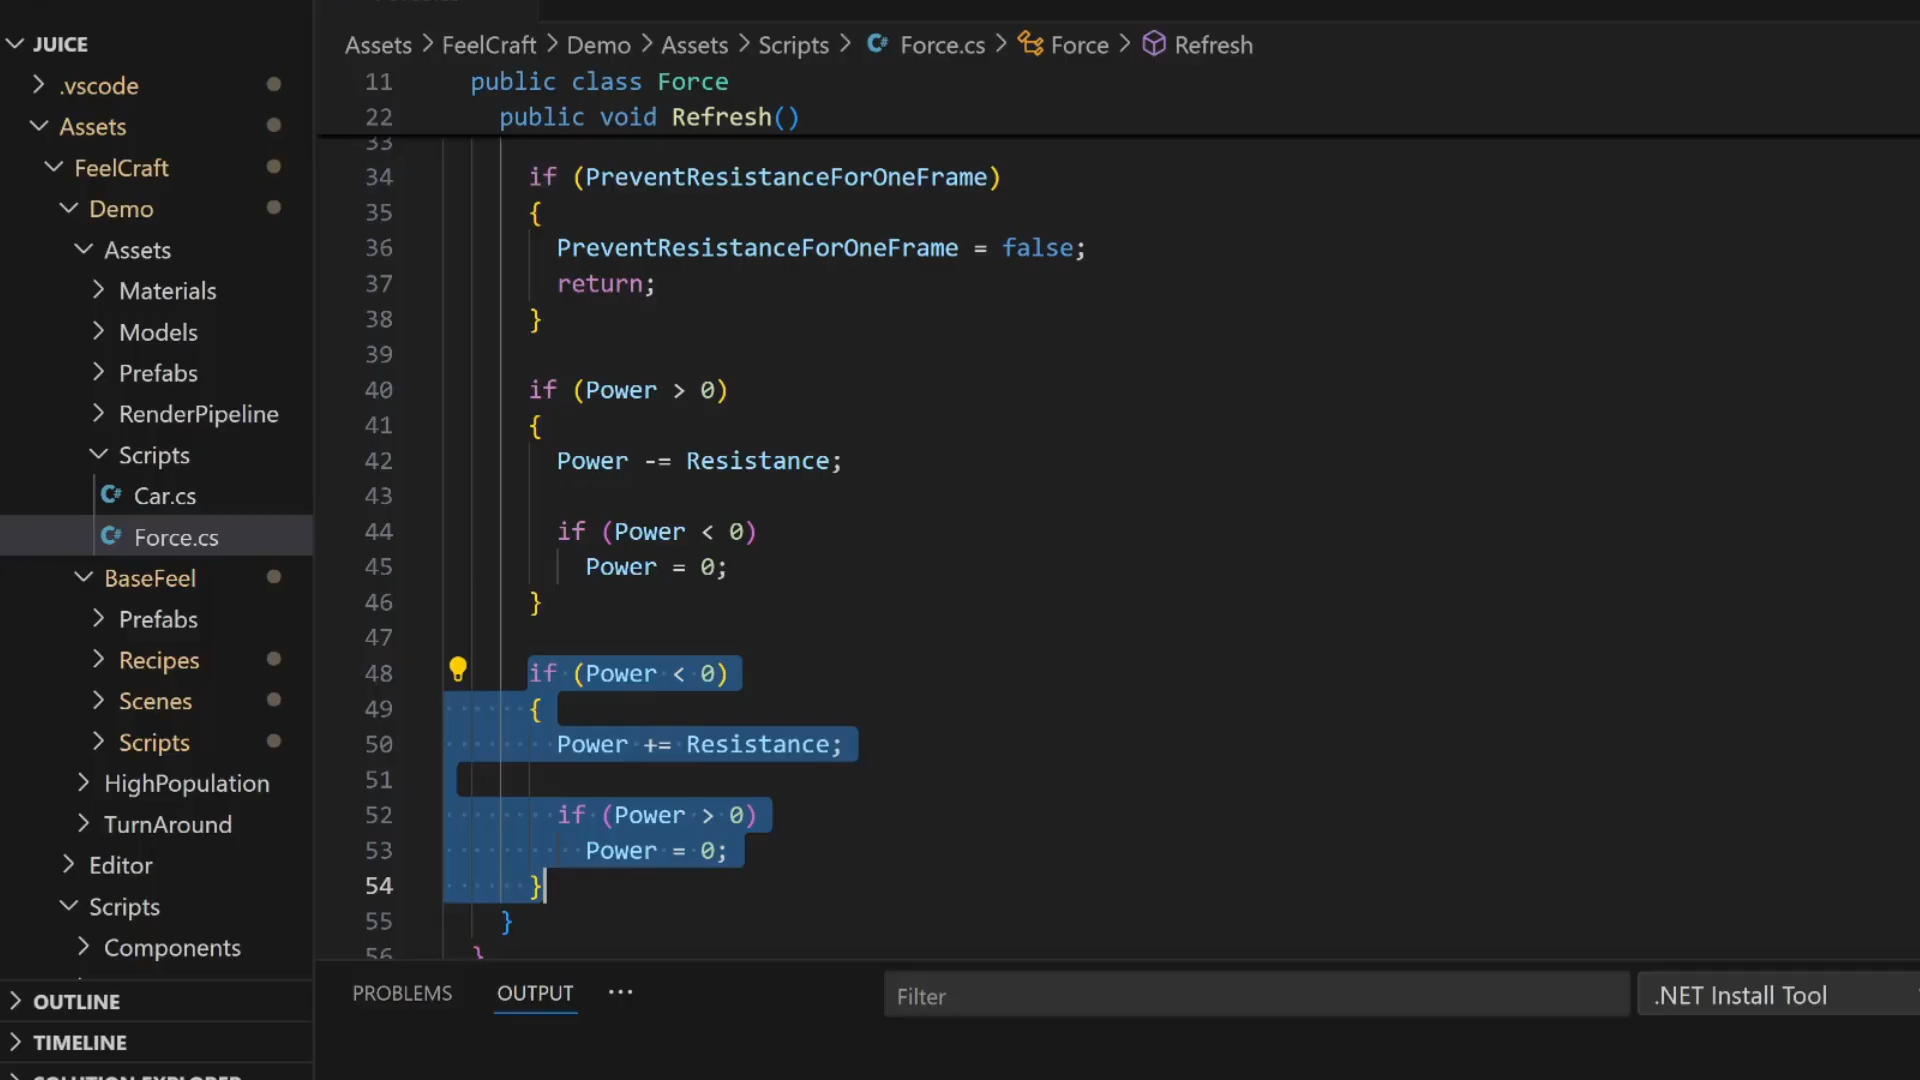 JUICE
.vscode
Assets
FeelCraft
Demo
Assets
Materials
Models
Prefabs
RenderPipeline
Scripts
Car.cs
Force.cs
BaseFeel
Prefabs
Recipes
Scenes
Scripts
HighPopulation
TurnAround
Editor
Scripts
Components
OUTLINE
TIMELINE
SOLUTION EXPLORER
Assets > FeelCraft > Demo > Assets > Scripts > Force.cs > Force > Refresh
11 public class Force
22 public void Refresh()
33
34 if (PreventResistanceForOneFrame)
35 {
36 PreventResistanceForOneFrame = false;
37 return;
38 }
39
40 if (Power > 0)
41 {
42 Power -= Resistance;
43
44 if (Power < 0)
45 Power = 0;
46 }
47
48 if (Power < 0)
49 {
50 Power += Resistance;
51
52 if (Power > 0)
53 Power = 0;
54 }
55 }
56 }
PROBLEMS OUTPUT ... Filter .NET Install Tool